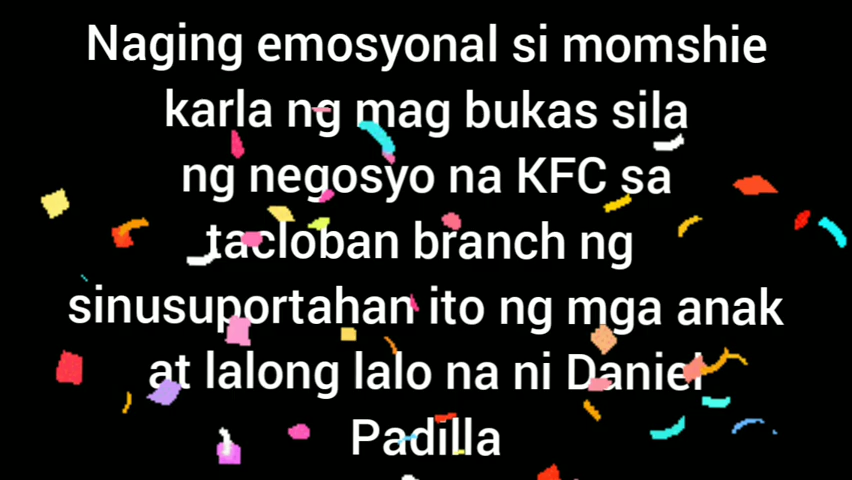 Naging emosyonal si momshie
karla ng mag bukas sila
ng negosyo na KFC sa
tacloban branch ng
sinusuportahan ito ng mga anak
at lalong lalo na ni Daniel
Padilla